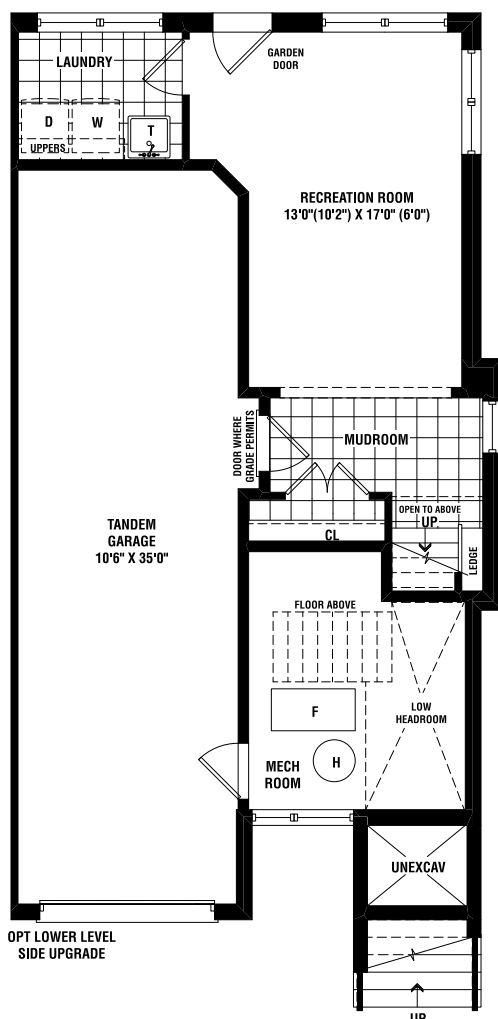 LAUNDRY
GARDEN
DOOR
D
W
T
UPPERS
RECREATION ROOM
13'0"(10'2") X 17'0" (6'0")
DOOR WHERE
GRADE PERMITS
MUDROOM
OPEN TO ABOVE
UP
CL
LEDGE
TANDEM
GARAGE
10'6" X 35'0"
FLOOR ABOVE
F
LOW
HEADROOM
H
MECH
ROOM
UNEXCAV
OPT LOWER LEVEL
SIDE UPGRADE
UP